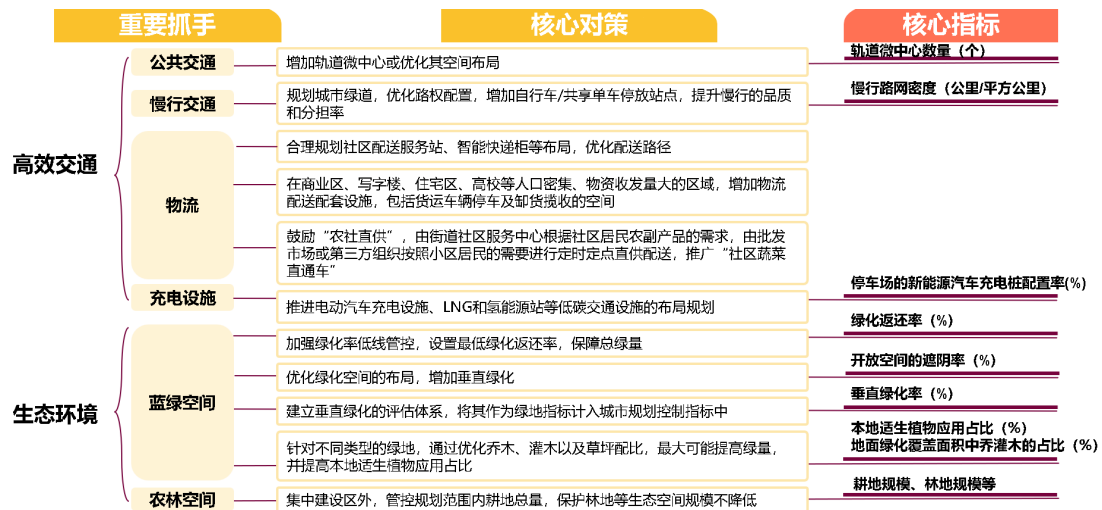 重要抓手
核心对策
核心指标
高效交通
公共交通
增加轨道微中心或优化其空间布局
轨道微中心数量（个）
慢行交通
规划城市绿道，优化路权配置，增加自行车/共享单车停放站点，提升慢行的品质
和分担率
慢行路网密度（公里/平方公里）
物流
合理规划社区配送服务站、智能快递柜等布局，优化配送路径
在商业区、写字楼、住宅区、高校等人口密集、物资收发量大的区域，增加物流
配送配套设施，包括货运车辆停车及卸货揽收的空间
鼓励“农社直供”，由街道社区服务中心根据社区居民农副产品的需求，由批发
市场或第三方组织按照小区居民的需要进行定时定点直供配送，推广“社区蔬菜
直通车”
充电设施
推进电动汽车充电设施、LNG和氢能源站等低碳交通设施的布局规划
停车场的新能源汽车充电桩配置率(%)
生态环境
蓝绿空间
加强绿化率低线管控，设置最低绿化返还率，保障总绿量
绿化返还率（%）
优化绿化空间的布局，增加垂直绿化
开放空间的遮阴率（%）
建立垂直绿化的评估体系，将其作为绿地指标计入城市规划控制指标中
垂直绿化率（%）
针对不同类型的绿地，通过优化乔木、灌木以及草坪配比，最大可能提高绿量，
并提高本地适生植物应用占比
本地适生植物应用占比（%）
地面绿化覆盖面积中乔灌木的占比（%）
农林空间
集中建设区外，管控规划范围内耕地总量，保护林地等生态空间规模不降低
耕地规模、林地规模等